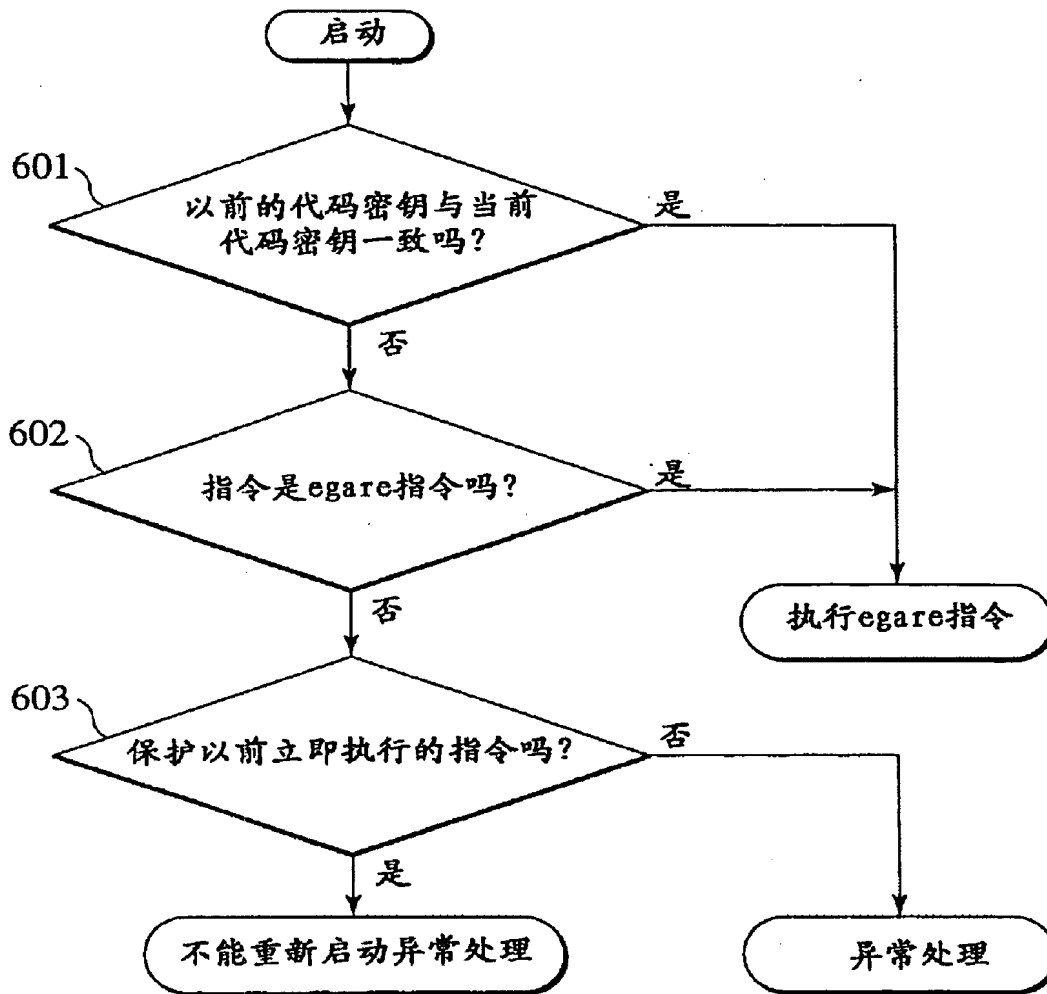 启动
601
以前的代码密钥与当前
代码密钥一致吗?
是
否
602
指令是egare指令吗?
是
否
执行egare指令
603
保护以前立即执行的指令吗?
否
是
不能重新启动异常处理
异常处理